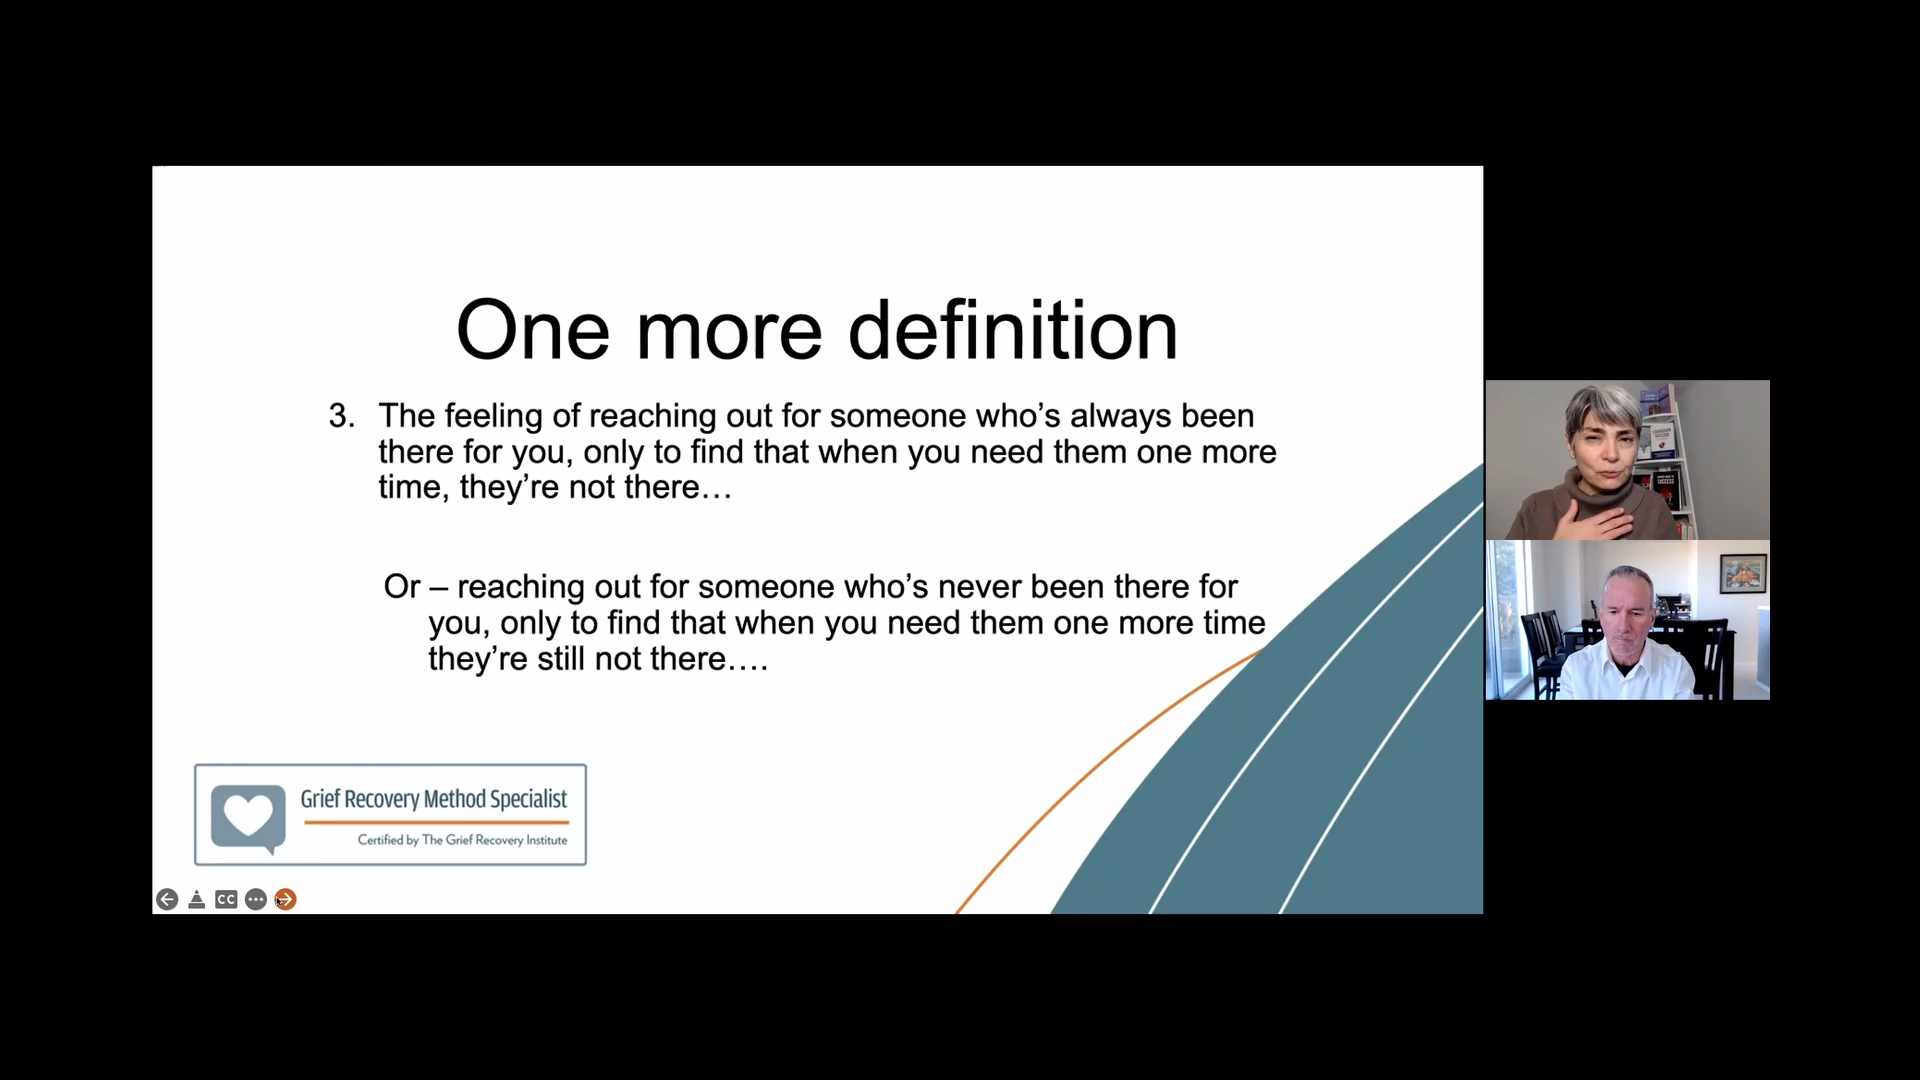 One more definition
3. The feeling of reaching out for someone who’s always been
there for you, only to find that when you need them one more
time, they’re not there…
Or – reaching out for someone who’s never been there for
you, only to find that when you need them one more time
they’re still not there….
Grief Recovery Method Specialist
Certified by The Grief Recovery Institute
CC
SUCCESS